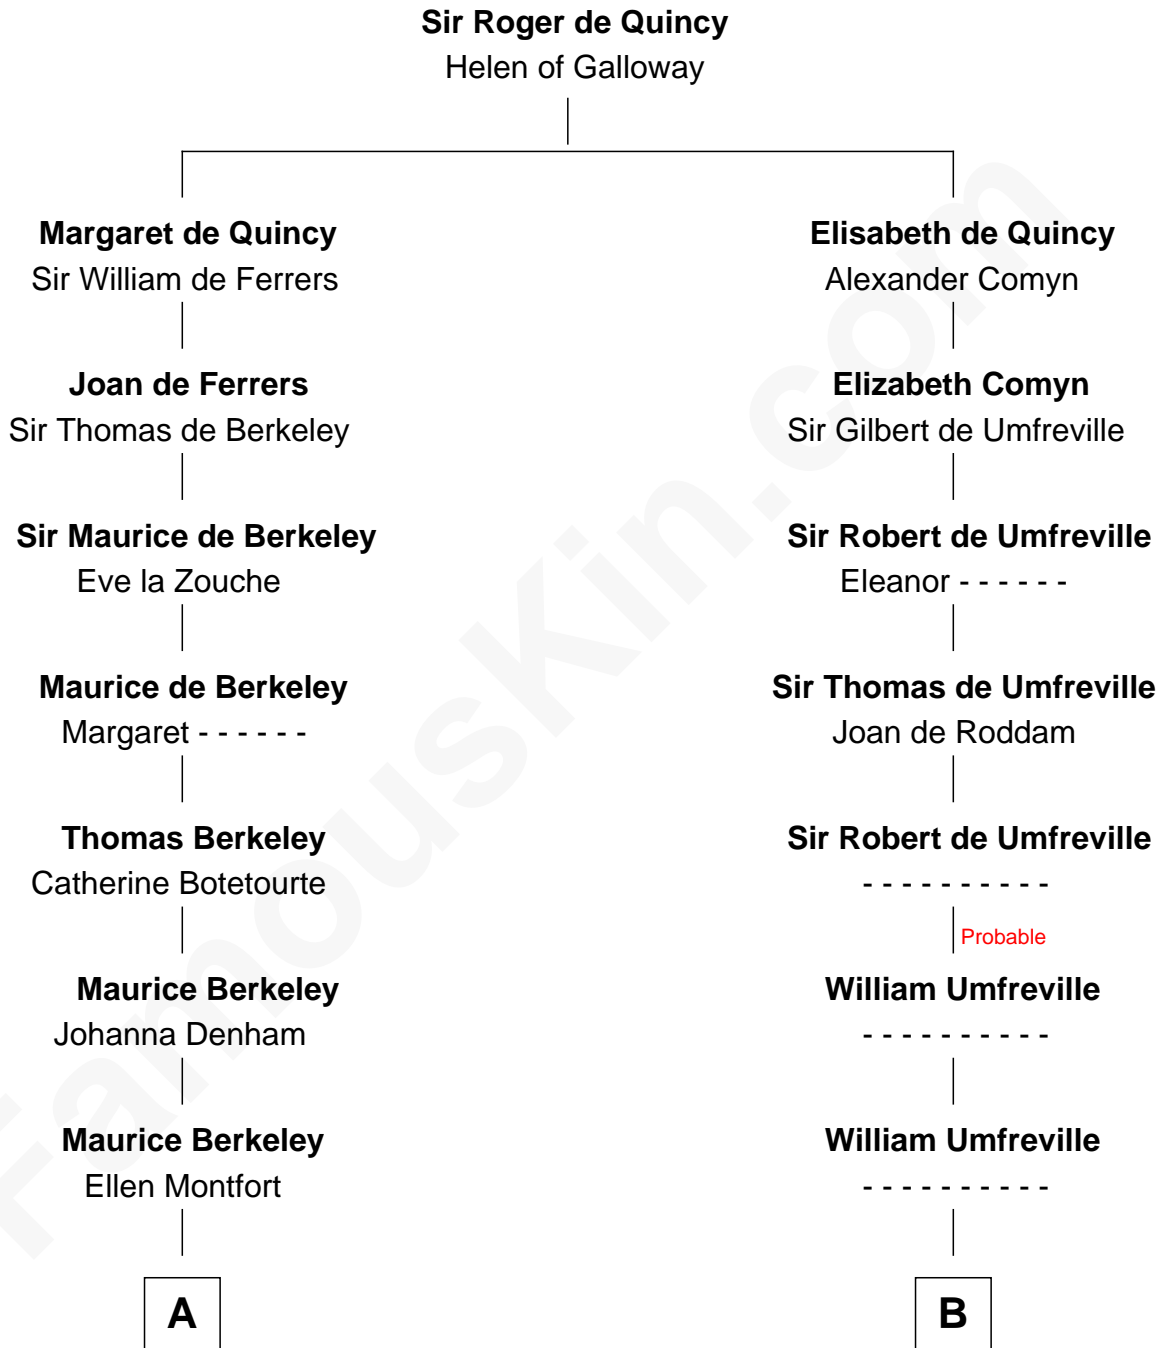 Sir Roger de Quincy
Helen of Galloway
Margaret de Quincy
Sir William de Ferrers
Elisabeth de Quincy
Alexander Comyn
Joan de Ferrers
Sir Thomas de Berkeley
Elizabeth Comyn
Sir Gilbert de Umfreville
Sir Maurice de Berkeley
Eve la Zouche
Sir Robert de Umfreville
Eleanor - - - - - -
Maurice de Berkeley
Margaret - - - - - -
Sir Thomas de Umfreville
Joan de Roddam
Thomas Berkeley
Catherine Botetourte
Sir Robert de Umfreville
- - - - - - - - - -
Probable
Maurice Berkeley
Johanna Denham
William Umfreville
- - - - - - - - - -
Maurice Berkeley
Ellen Montfort
William Umfreville
- - - - - - - - - -
A
B
FamousKin.com